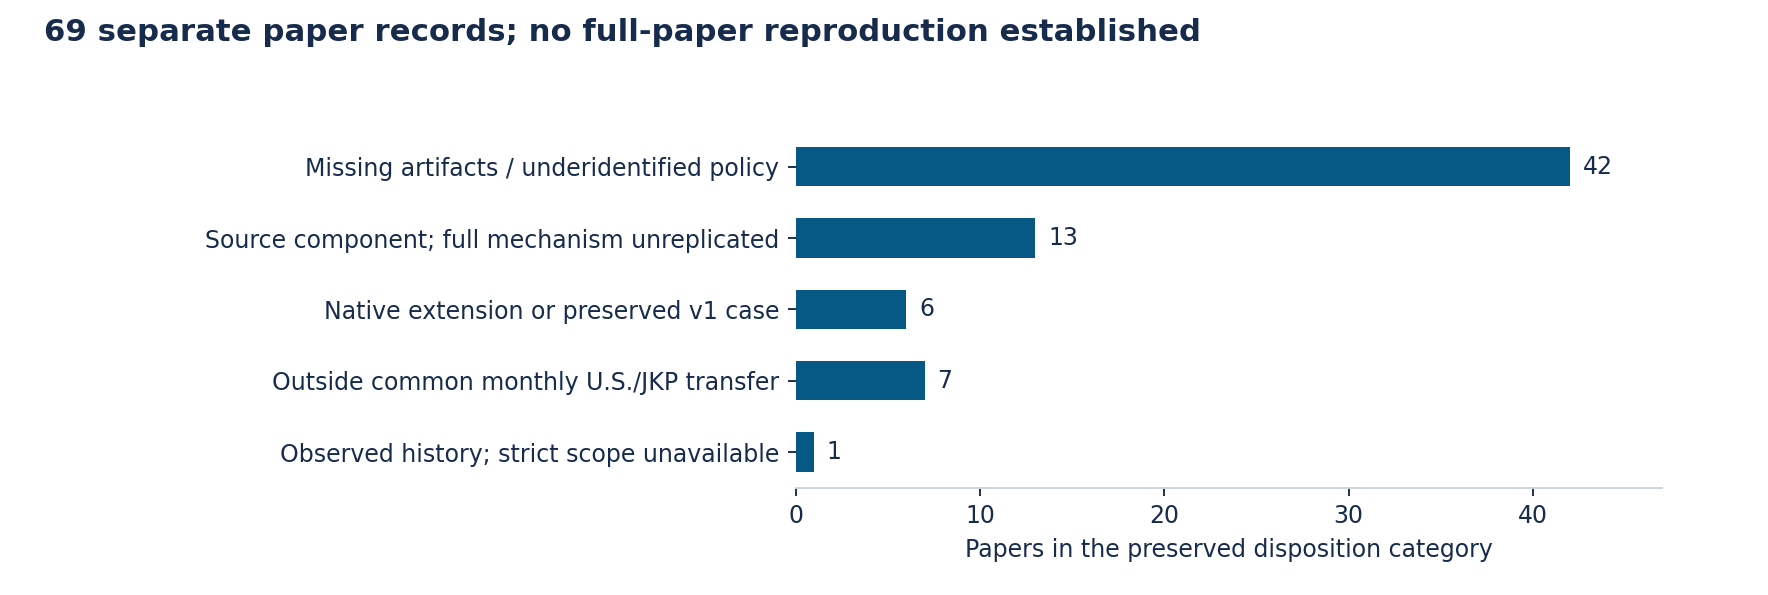 69 separate paper records; no full-paper reproduction established
Missing artifacts / underidentified policy
42
Source component; full mechanism unreplicated
13
Native extension or preserved v1 case
6
Outside common monthly U.S./JKP transfer
7
Observed history; strict scope unavailable
1
0 10 20 30 40
Papers in the preserved disposition category